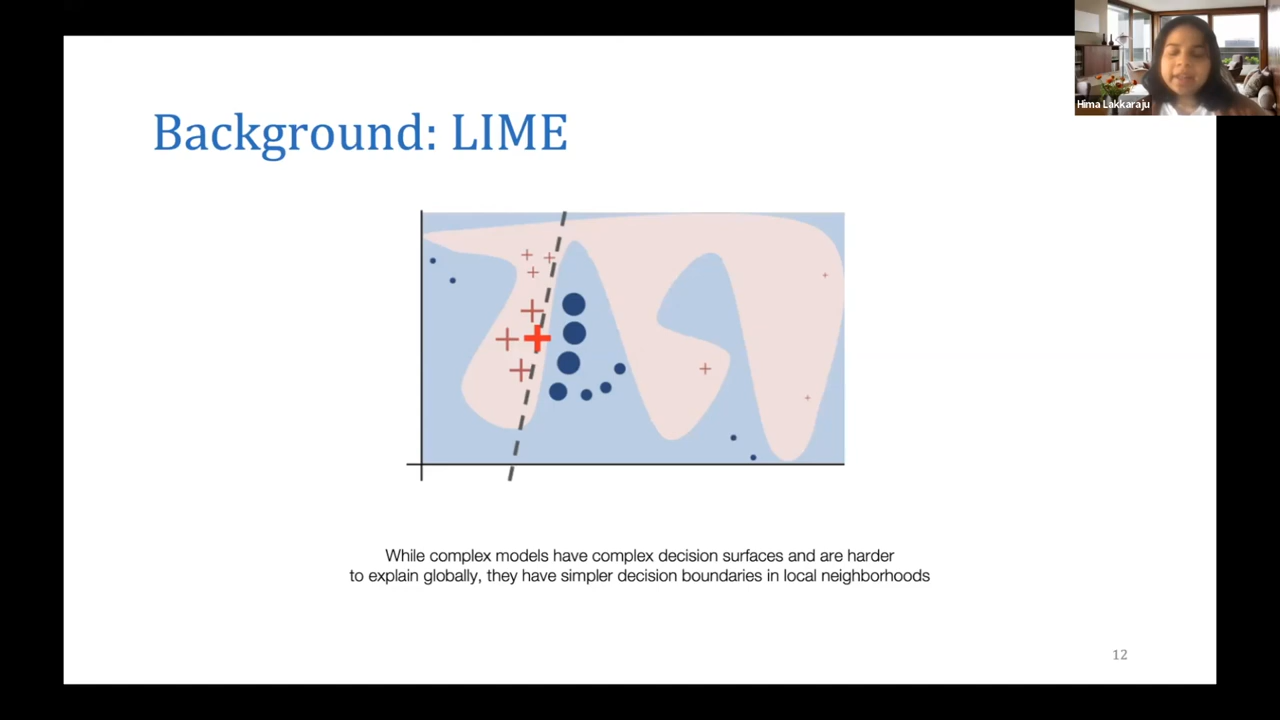 Hima Lakkaraju
Background: LIME
While complex models have complex decision surfaces and are harder
to explain globally, they have simpler decision boundaries in local neighborhoods
12